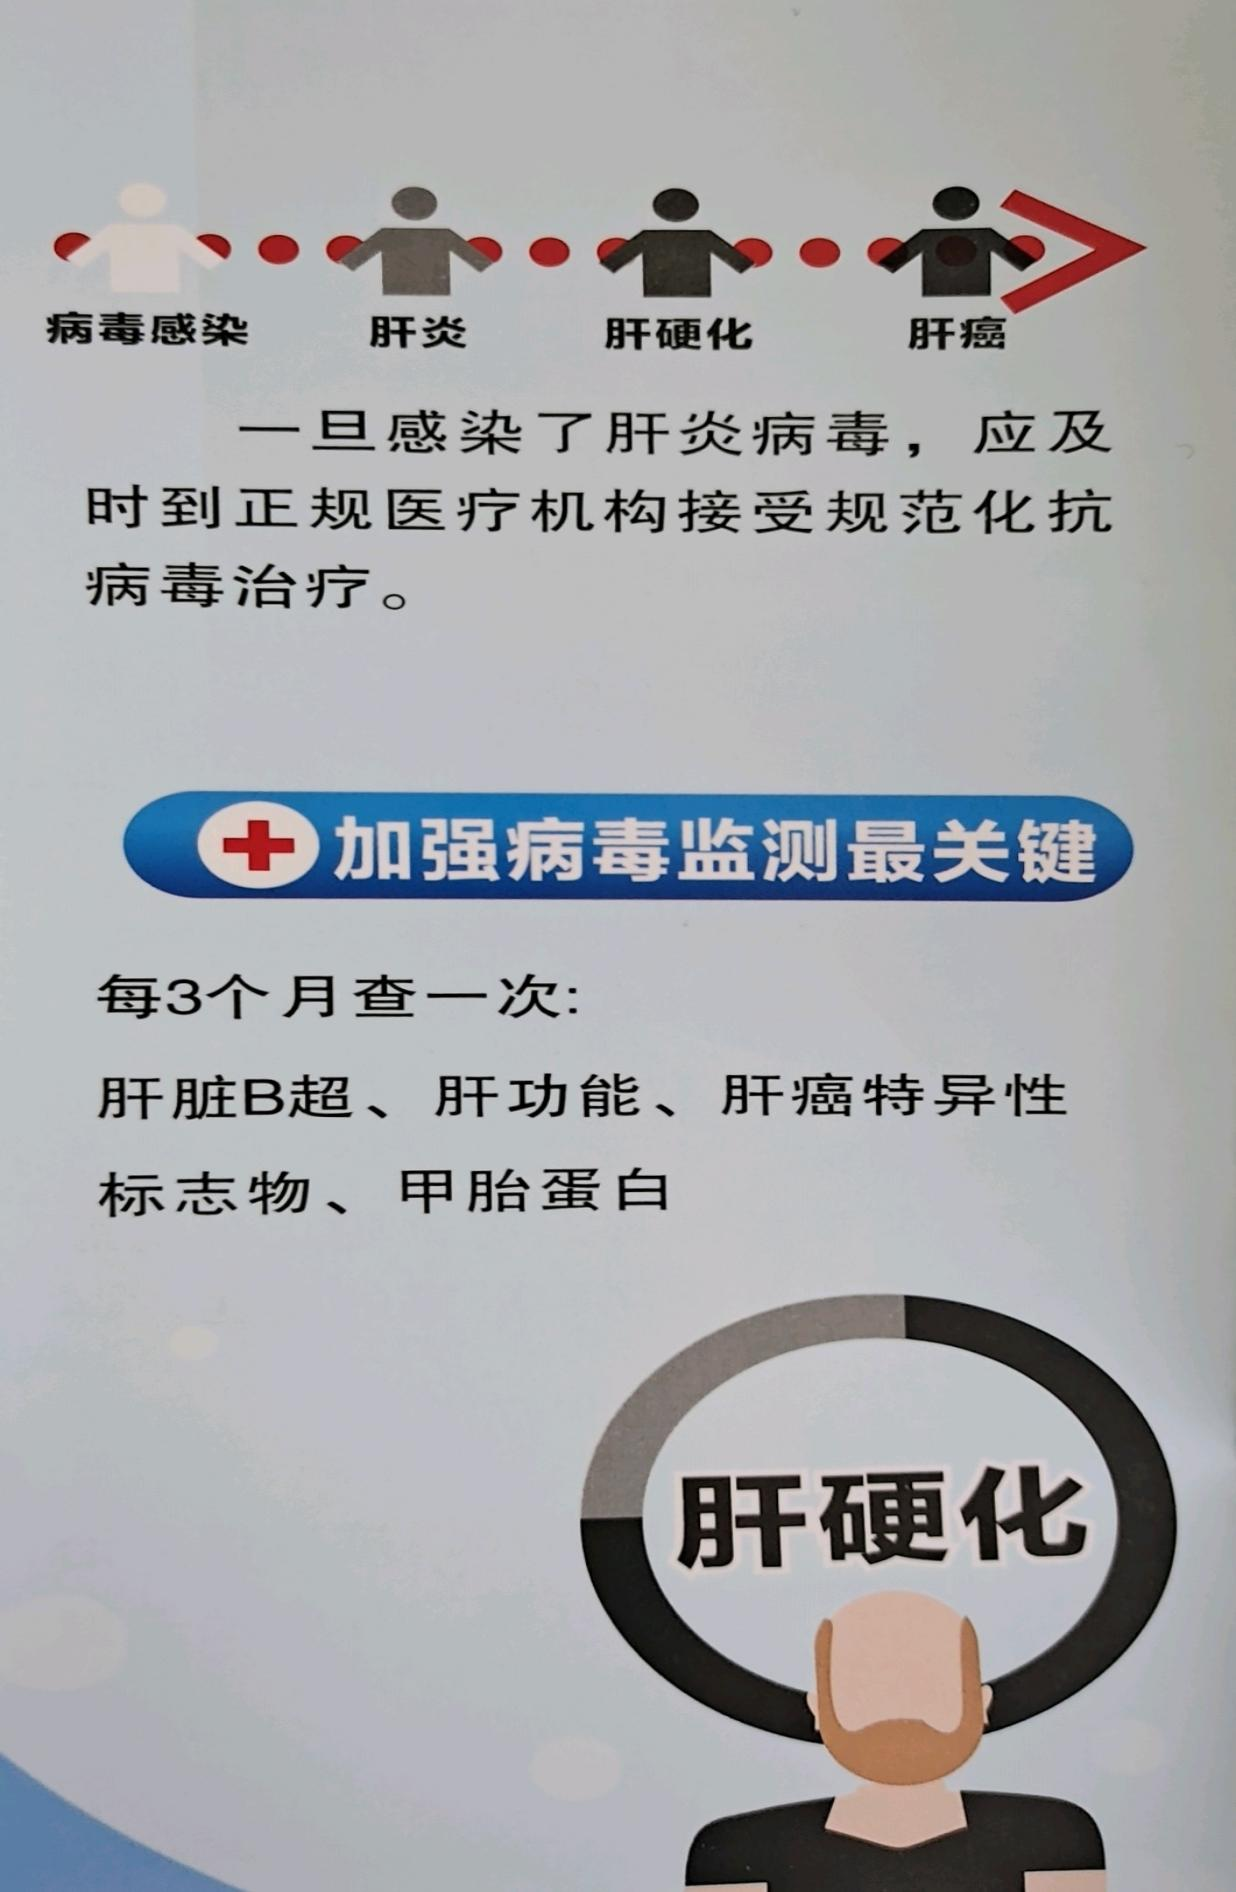 病毒感染 肝炎 肝硬化 肝癌
一旦感染了肝炎病毒，应及
时到正规医疗机构接受规范化抗
病毒治疗。
加强病毒监测最关键
每3个月查一次:
肝脏B超、肝功能、肝癌特异性
标志物、甲胎蛋白
肝硬化